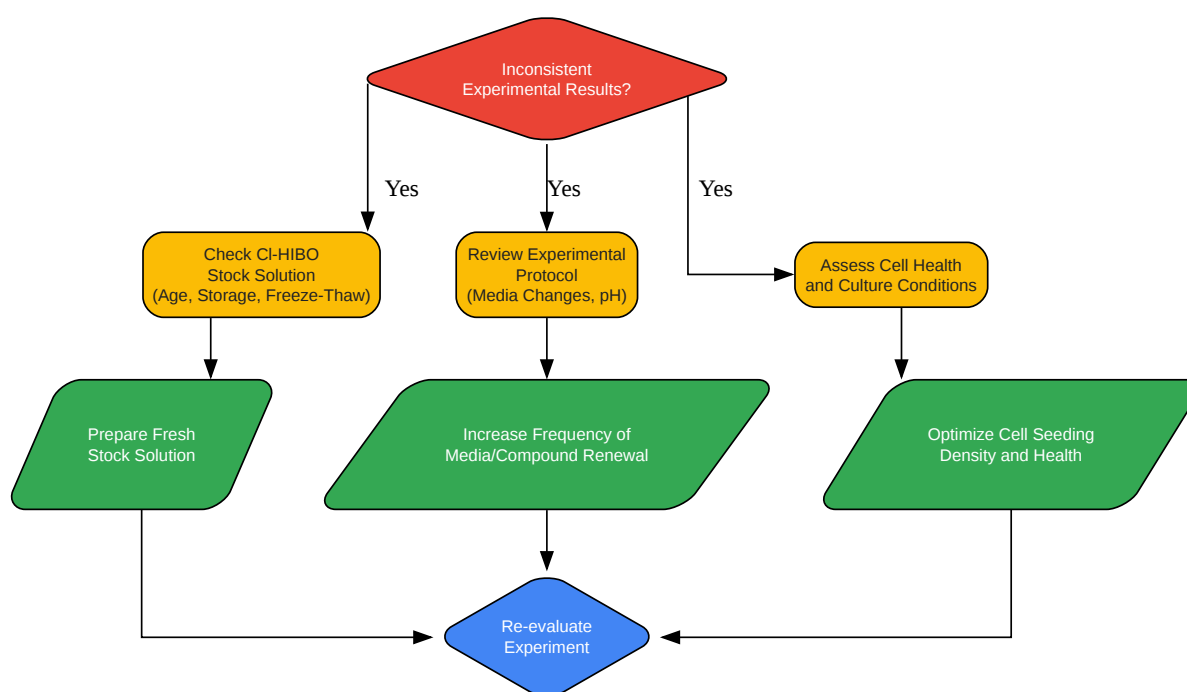 Inconsistent
Experimental Results?
Yes
Yes
Yes
Check Cl-HIBO
Stock Solution
(Age, Storage, Freeze-Thaw)
Review Experimental
Protocol
(Media Changes, pH)
Assess Cell Health
and Culture Conditions
Prepare Fresh
Stock Solution
Increase Frequency of
Media/Compound Renewal
Optimize Cell Seeding
Density and Health
Re-evaluate
Experiment